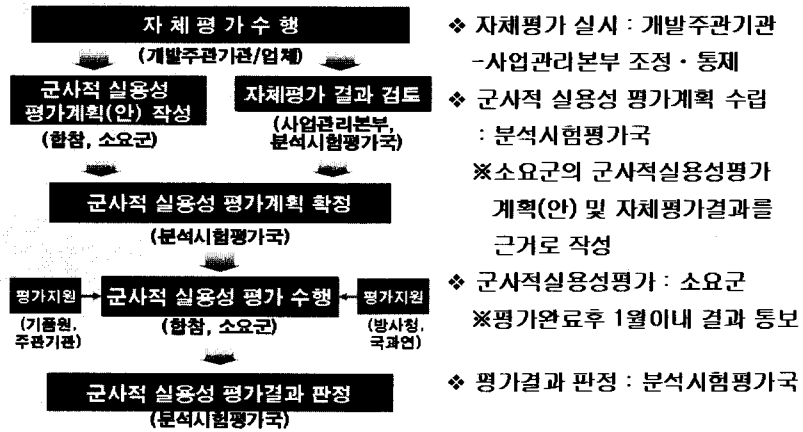 자체평가수행
(개발주관기관/업체)
군사적 실용성
평가계획(안) 작성
(합참, 소요군)
자체평가 결과 검토
(사업관리본부,
분석시험평가국)
군사적 실용성 평가계획 확정
(분석시험평가국)
평가지원
(기품원,
주관기관)
군사적 실용성 평가 수행
(합참, 소요군)
평가지원
(방사청,
국과연)
군사적 실용성 평가결과 판정
(분석시험평가국)
❖ 자체평가 실시 : 개발주관기관
-사업관리본부 조정·통제
❖ 군사적 실용성 평가계획 수립
: 분석시험평가국
※소요군의 군사적실용성평가
계획(안) 및 자체평가결과를
근거로 작성
❖ 군사적실용성평가 : 소요군
※평가완료후 1월이내 결과 통보
❖ 평가결과 판정 : 분석시험평가국